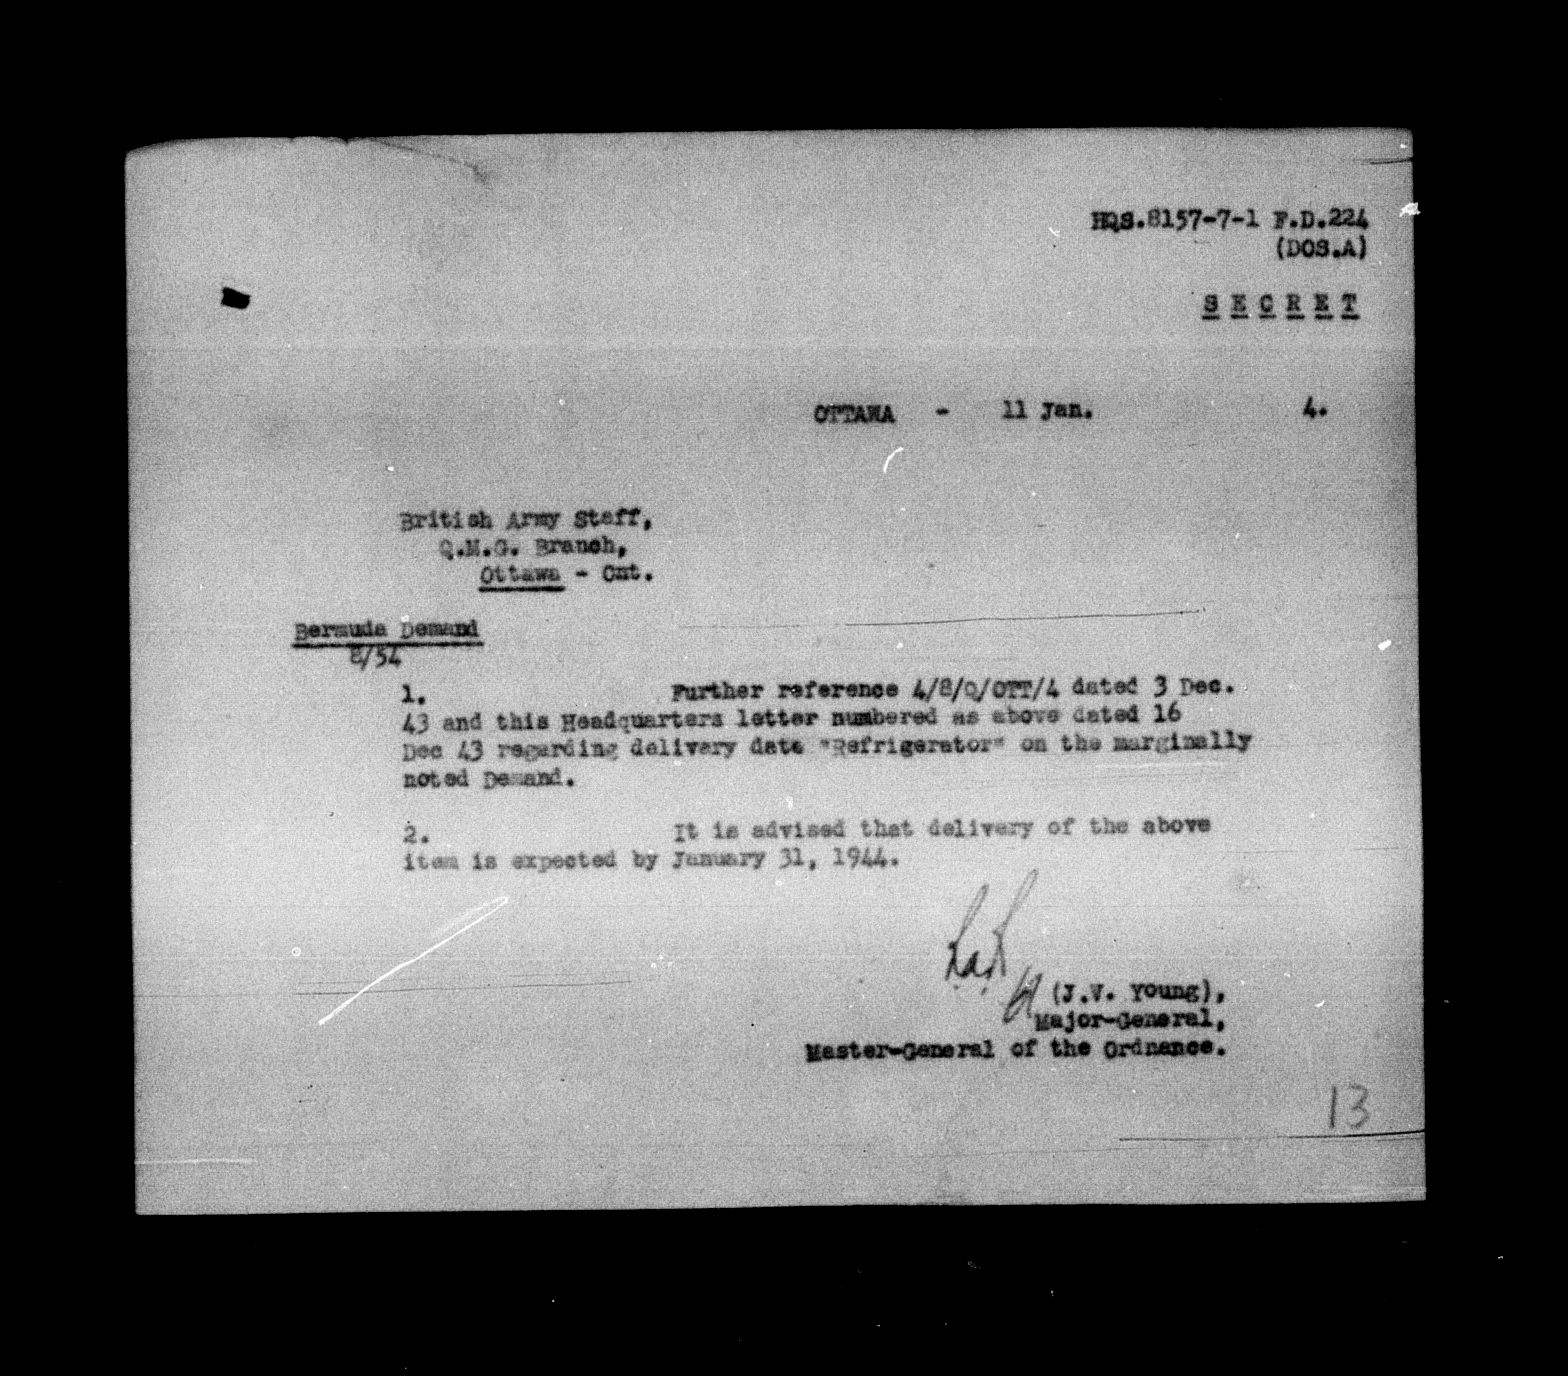 HQS.8157-7-1 F.D.224
(DOS.A)
S E C R E T
OTTAWA - 11 Jan. 4.
British Army Staff,
Q.M.G. Branch,
Ottawa - Ont.
Bermuda Demand
8/54
1. Further reference 4/8/Q/OTT/4 dated 3 Dec.
43 and this Headquarters letter numbered as above dated 16
Dec 43 regarding delivery date "Refrigerator" on the marginally
noted Demand.
2. It is advised that delivery of the above
item is expected by January 31, 1944.
(J.V. Young),
Major-General,
Master-General of the Ordnance.
13